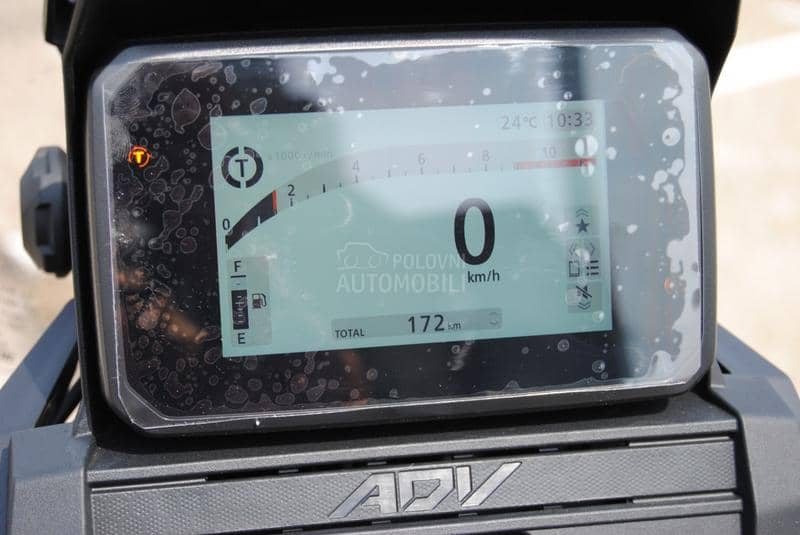 24°C 10:33
T
T
x1000r/min
0 2 4 6 8 10
0
km/h
F
E
POLOVNI
AUTOMOBILI
TOTAL 172 km
ADV